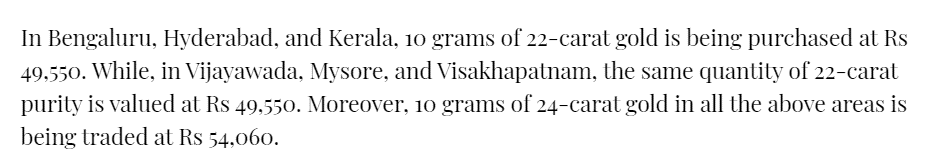 In Bengaluru, Hyderabad, and Kerala, 10 grams of 22-carat gold is being purchased at Rs
49,550. While, in Vijayawada, Mysore, and Visakhapatnam, the same quantity of 22-carat
purity is valued at Rs 49,550. Moreover, 10 grams of 24-carat gold in all the above areas is
being traded at Rs 54,060.